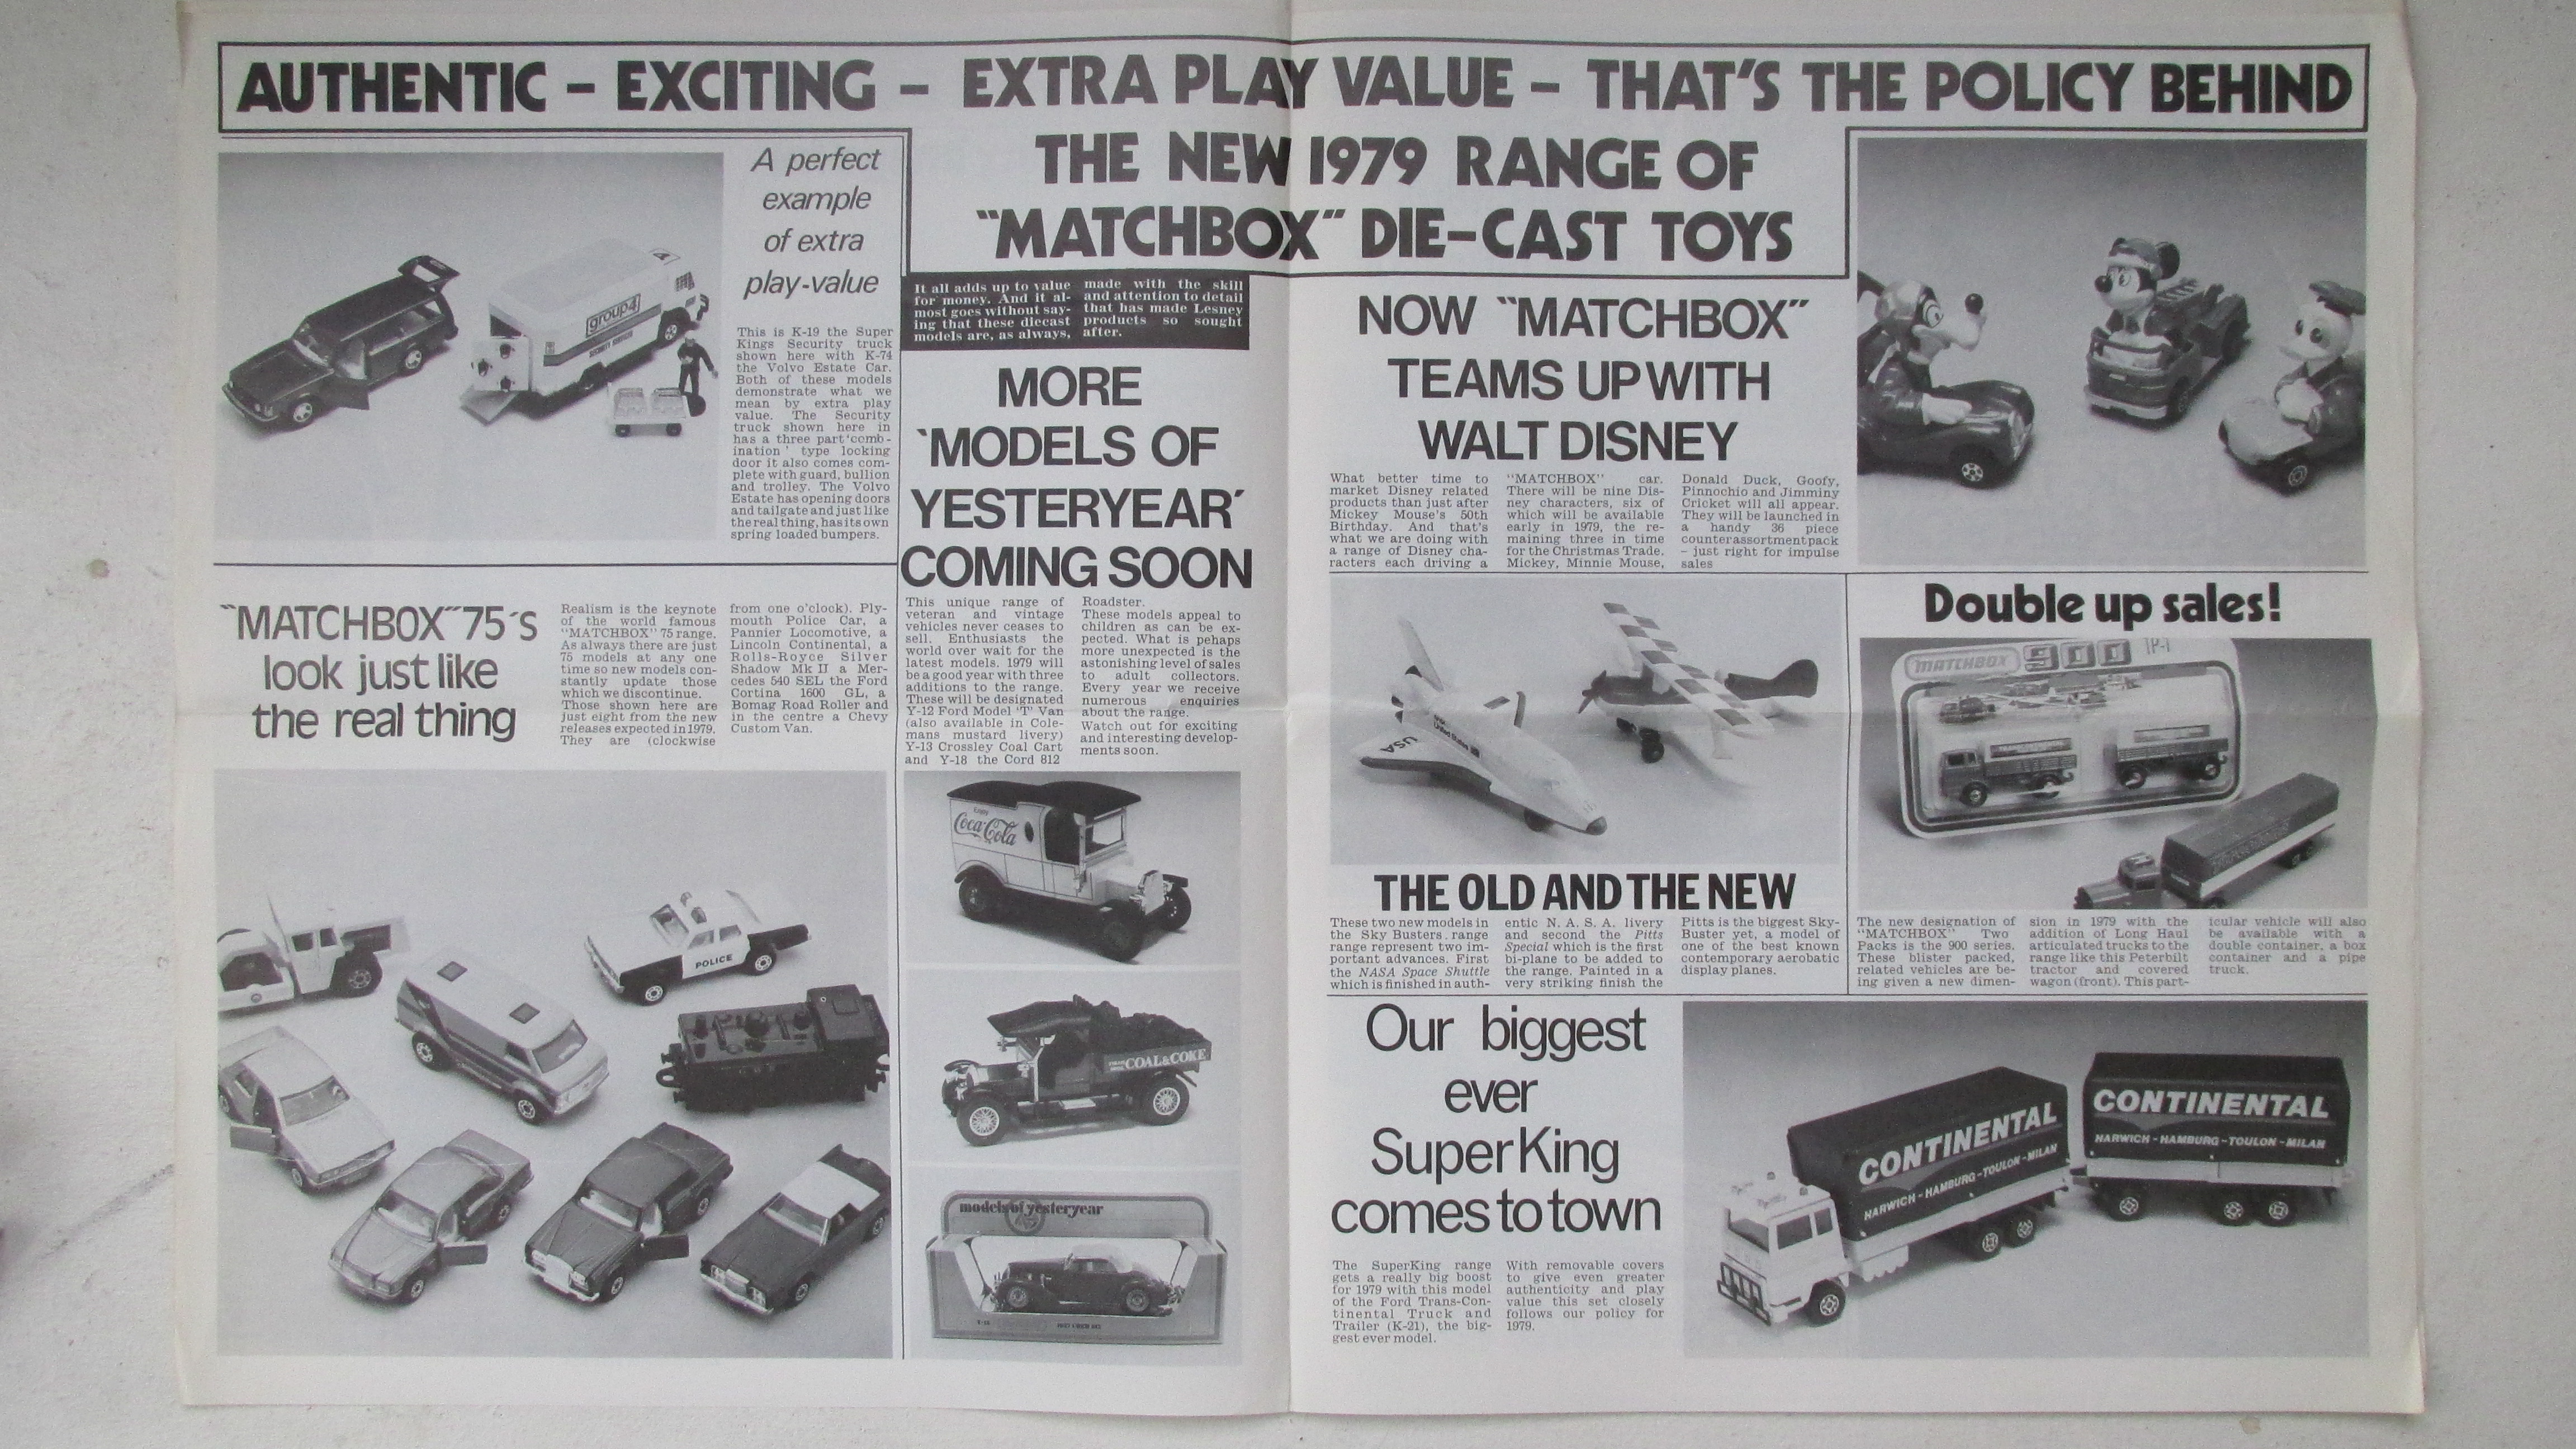 AUTHENTIC – EXCITING – EXTRA PLAY VALUE – THAT'S THE POLICY BEHIND
THE NEW 1979 RANGE OF
"MATCHBOX" DIE-CAST TOYS
A perfect
example
of extra
play-value
This is K-19 the Super
Kings Security truck
shown here with K-74
the Volvo Estate Car.
Both of these models
demonstrate what we
mean by extra play
value. The Security
truck shown here in
has a three part 'comb-
ination' type locking
door it also comes com-
plete with guard, bullion
and trolley. The Volvo
Estate has opening doors
and tailgate and just like
the real thing, has its own
spring loaded bumpers.
group4
SECURITY SERVICES
It all adds up to value
for money. And it al-
most goes without say-
ing that these diecast
models are, as always,
made with the skill
and attention to detail
that has made Lesney
products so sought
after.
MORE
'MODELS OF
YESTERYEAR'
COMING SOON
This unique range of
veteran and vintage
vehicles never ceases to
sell. Enthusiasts the
world over wait for the
latest models. 1979 will
be a good year with three
additions to the range.
These will be designated
Y-12 Ford Model 'T' Van
(also available in Cole-
mans mustard livery)
Y-13 Crossley Coal Cart
and Y-18 the Cord 812
Roadster.
These models appeal to
children as can be ex-
pected. What is pehaps
more unexpected is the
astonishing level of sales
to adult collectors.
Every year we receive
numerous enquiries
about the range.
Watch out for exciting
and interesting develop-
ments soon.
Enjoy
Coca-Cola
COAL&COKE
models of yesteryear
"MATCHBOX" 75's
look just like
the real thing
Realism is the keynote
of the world famous
"MATCHBOX" 75 range.
As always there are just
75 models at any one
time so new models con-
stantly update those
which we discontinue.
Those shown here are
just eight from the new
releases expected in 1979.
They are (clockwise
from one o'clock). Ply-
mouth Police Car, a
Pannier Locomotive, a
Lincoln Continental, a
Rolls-Royce Silver
Shadow Mk II a Mer-
cedes 540 SEL the Ford
Cortina 1600 GL, a
Bomag Road Roller and
in the centre a Chevy
Custom Van.
POLICE
NOW "MATCHBOX"
TEAMS UP WITH
WALT DISNEY
What better time to
market Disney related
products than just after
Mickey Mouse's 50th
Birthday. And that's
what we are doing with
a range of Disney cha-
racters each driving a
"MATCHBOX" car.
There will be nine Dis-
ney characters, six of
which will be available
early in 1979, the re-
maining three in time
for the Christmas Trade.
Mickey, Minnie Mouse,
Donald Duck, Goofy,
Pinnochio and Jimminy
Cricket will all appear.
They will be launched in
a handy 36 piece
counter assortment pack
– just right for impulse
sales
USA
United States
THE OLD AND THE NEW
These two new models in
the Sky Busters range
range represent two im-
portant advances. First
the NASA Space Shuttle
which is finished in auth-
entic N. A. S. A. livery
and second the Pitts
Special which is the first
bi-plane to be added to
the range. Painted in a
very striking finish the
Pitts is the biggest Sky-
Buster yet, a model of
one of the best known
contemporary aerobatic
display planes.
Double up sales!
MATCHBOX 900 TP-1
The new designation of
"MATCHBOX" Two
Packs is the 900 series.
These blister packed,
related vehicles are be-
ing given a new dimen-
sion in 1979 with the
addition of Long Haul
articulated trucks to the
range like this Peterbilt
tractor and covered
wagon (front). This part-
icular vehicle will also
be available with a
double container, a box
container and a pipe
truck.
Our biggest
ever
SuperKing
comes to town
The SuperKing range
gets a really big boost
for 1979 with this model
of the Ford Trans-Con-
tinental Truck and
Trailer (K-21), the big-
gest ever model.
With removable covers
to give even greater
authenticity and play
value this set closely
follows our policy for
1979.
CONTINENTAL
HARWICH - HAMBURG - TOULON - MILAN
CONTINENTAL
HARWICH - HAMBURG - TOULON - MILAN